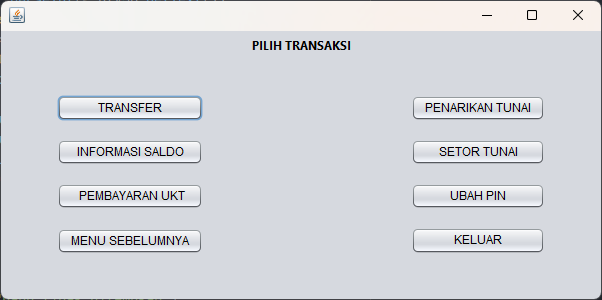 PILIH TRANSAKSI
TRANSFER
PENARIKAN TUNAI
INFORMASI SALDO
SETOR TUNAI
PEMBAYARAN UKT
UBAH PIN
MENU SEBELUMNYA
KELUAR